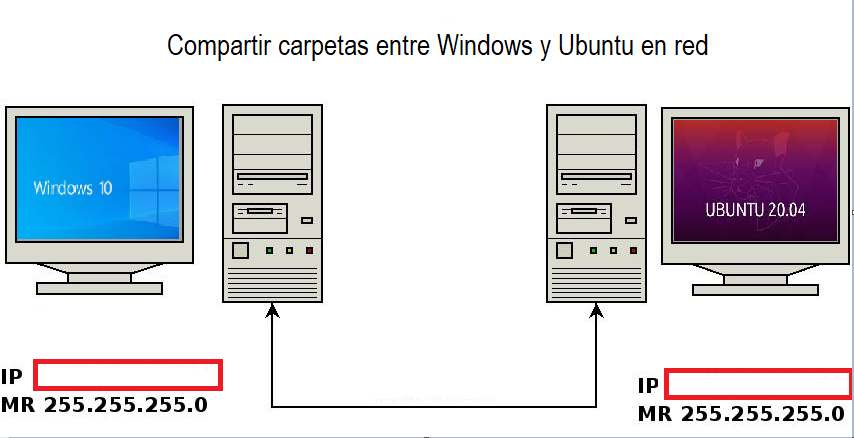 Compartir carpetas entre Windows y Ubuntu en red
Windows 10
UBUNTU 20.04
IP
MR 255.255.255.0
IP
MR 255.255.255.0